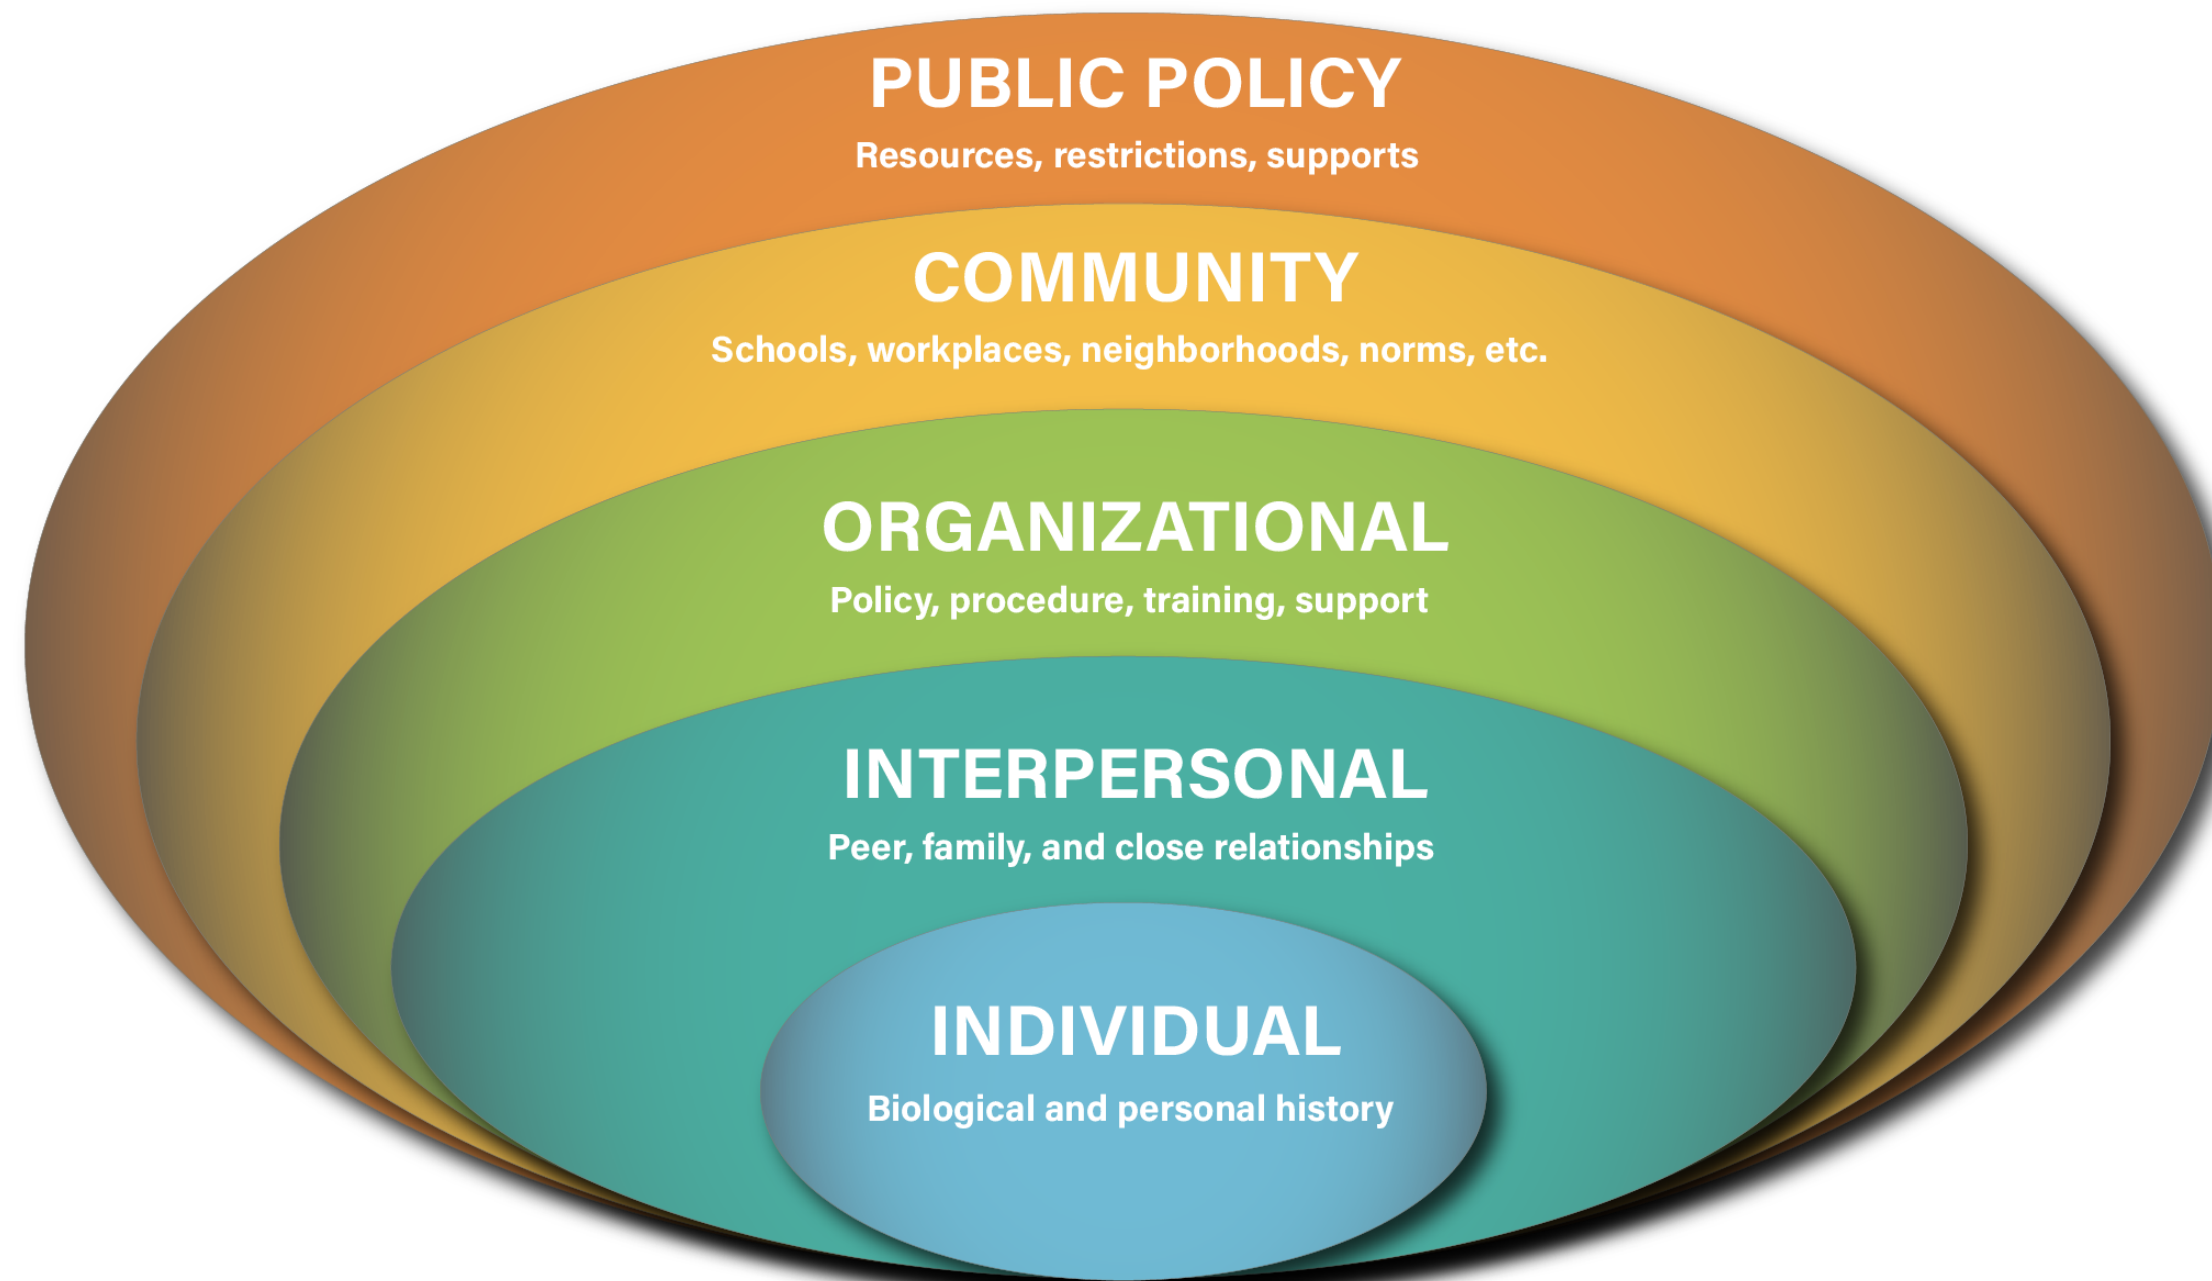 PUBLIC POLICY
Resources, restrictions, supports
COMMUNITY
Schools, workplaces, neighborhoods, norms, etc.
ORGANIZATIONAL
Policy, procedure, training, support
INTERPERSONAL
Peer, family, and close relationships
INDIVIDUAL
Biological and personal history